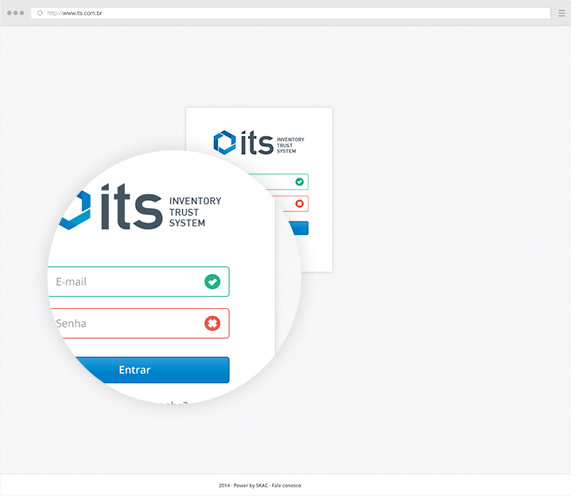 http://www.its.com.br
its INVENTORY
TRUST
SYSTEM
its INVENTORY
TRUST
SYSTEM
E-mail
Senha
Entrar
2014 - Power by SKAC - Fale conosco